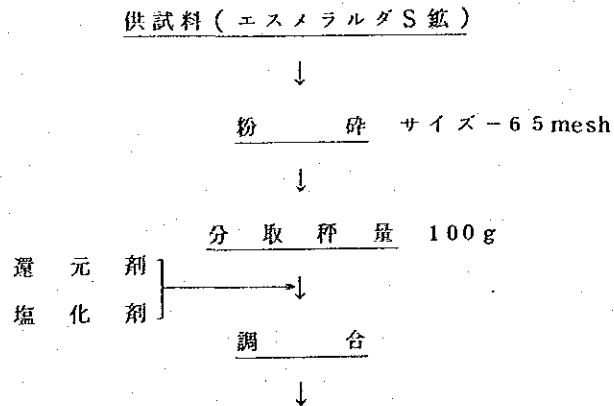 供試料(エスメラルダS鉱)
↓
粉砕 サイズ-65mesh
↓
分取秤量 100g
還元剤
塩化剤
↓
調合
↓